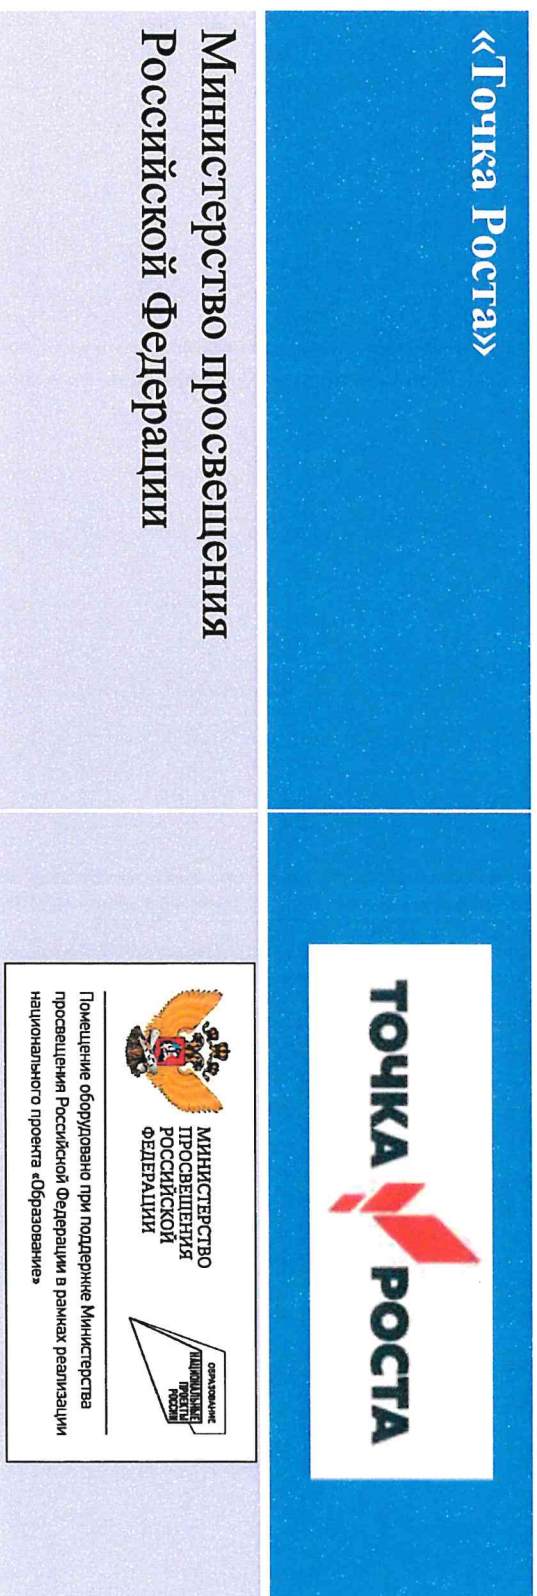 «Точка Роста»
ТОЧКА РОСТА
Министерство просвещения
Российской Федерации
МИНИСТЕРСТВО
ПРОСВЕЩЕНИЯ
РОССИЙСКОЙ
ФЕДЕРАЦИИ
ОБРАЗОВАНИЕ
НАЦИОНАЛЬНЫЕ
ПРОЕКТЫ
РОССИИ
Помещение оборудовано при поддержке Министерства
просвещения Российской Федерации в рамках реализации
национального проекта «Образование»